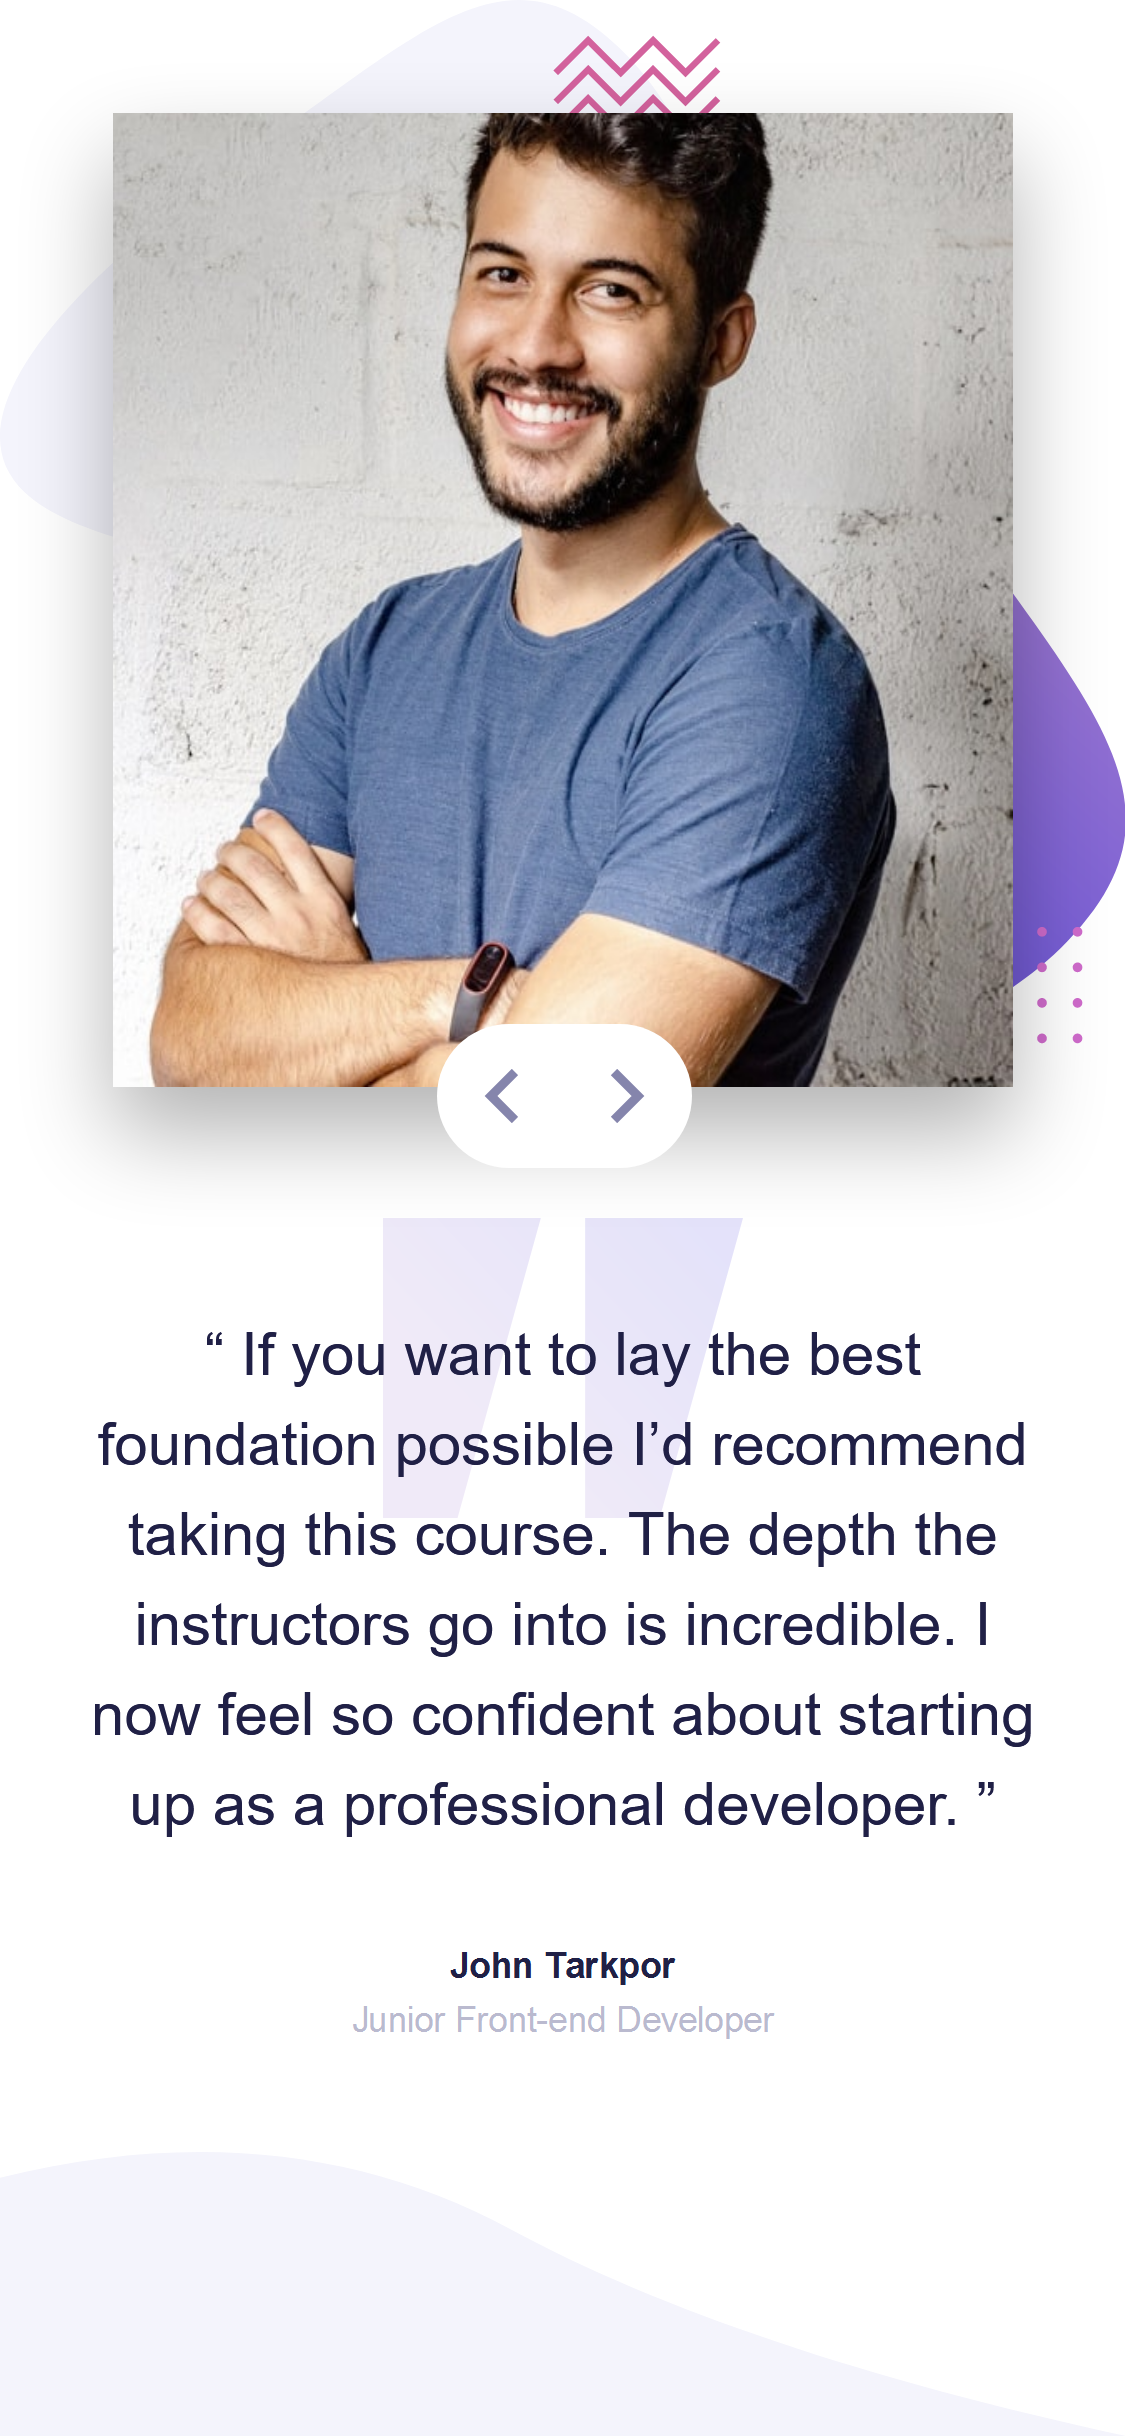 “ If you want to lay the best
foundation possible I’d recommend
taking this course. The depth the
instructors go into is incredible. I
now feel so confident about starting
up as a professional developer. ”
John Tarkpor
Junior Front-end Developer